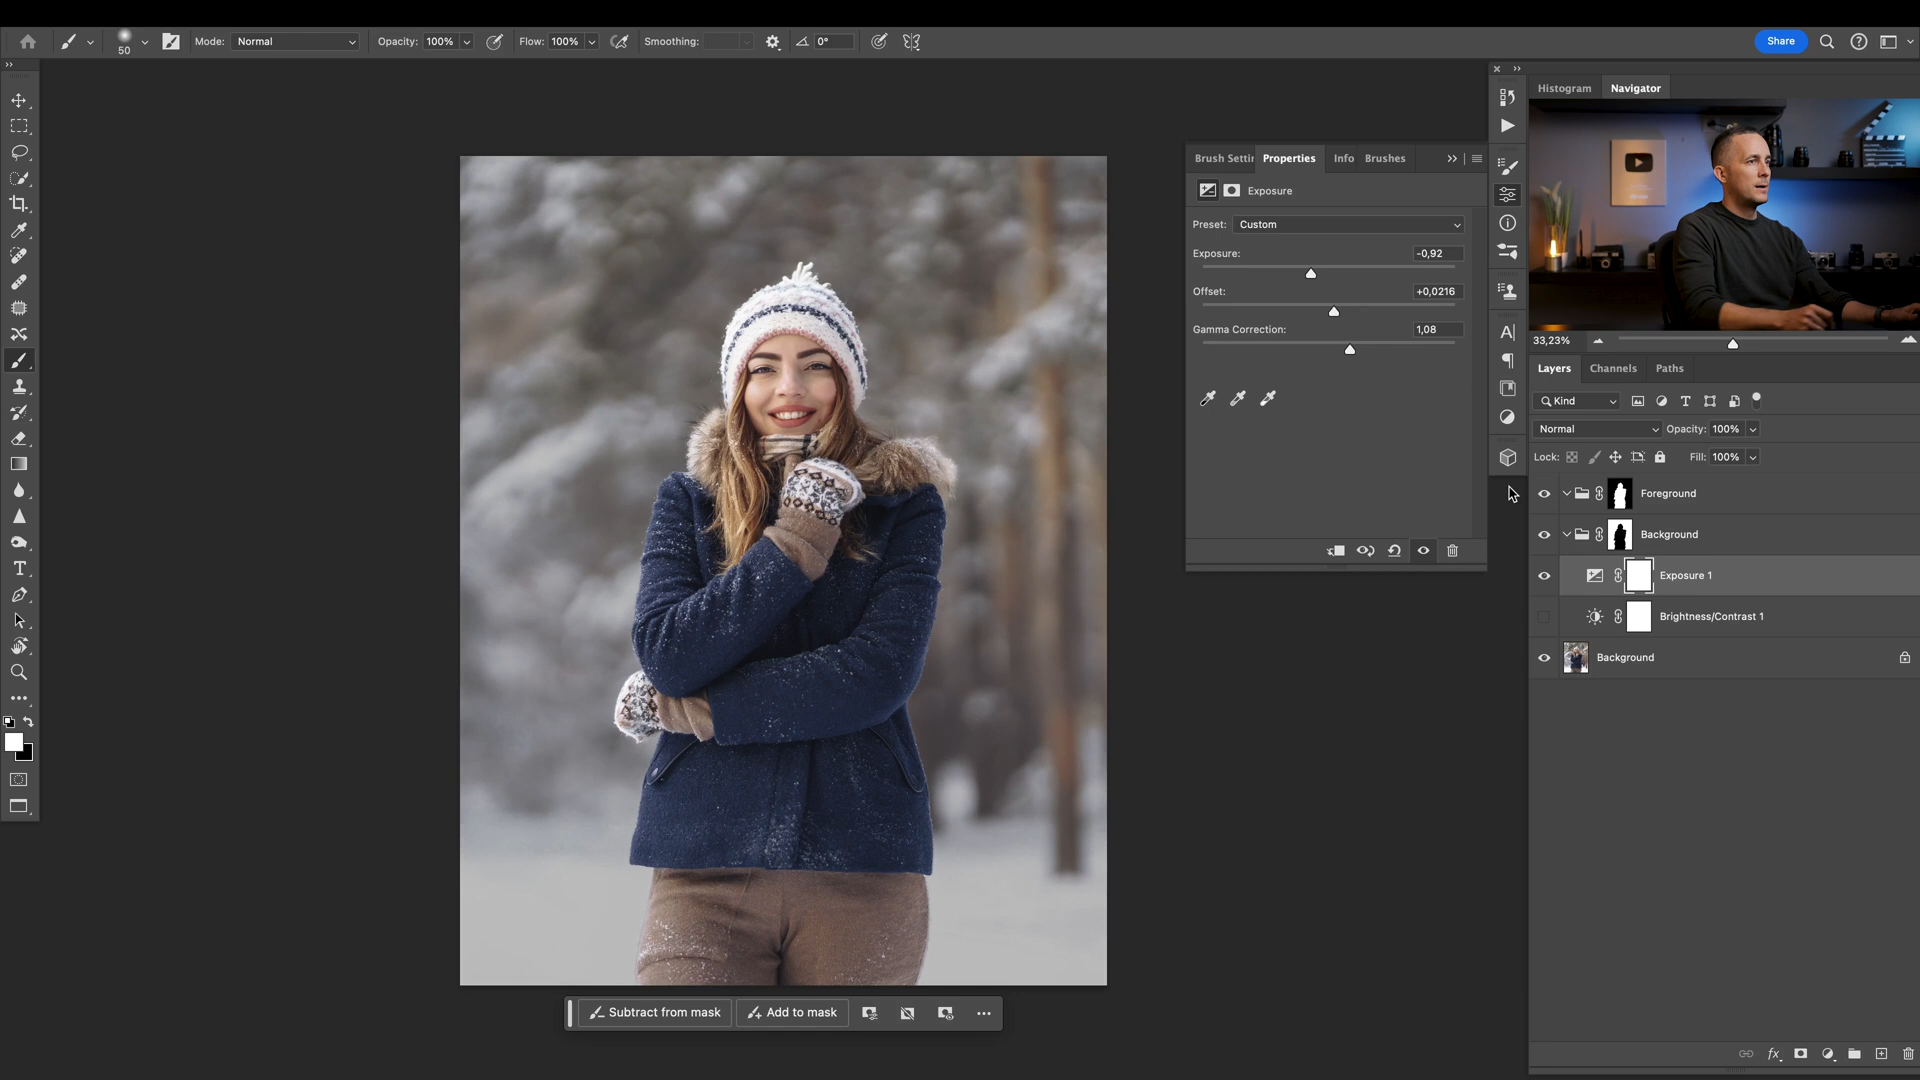 50
Mode: Normal
Opacity: 100%
Flow: 100%
Smoothing:
0°
Share
Histogram
Navigator
Brush Settin
Properties
Info
Brushes
Exposure
Preset: Custom
Exposure: -0,92
Offset: +0,0216
Gamma Correction: 1,08
33,23%
Layers
Channels
Paths
Kind
Normal
Opacity: 100%
Lock:
Fill: 100%
Foreground
Background
Exposure 1
Brightness/Contrast 1
Background
Subtract from mask
Add to mask